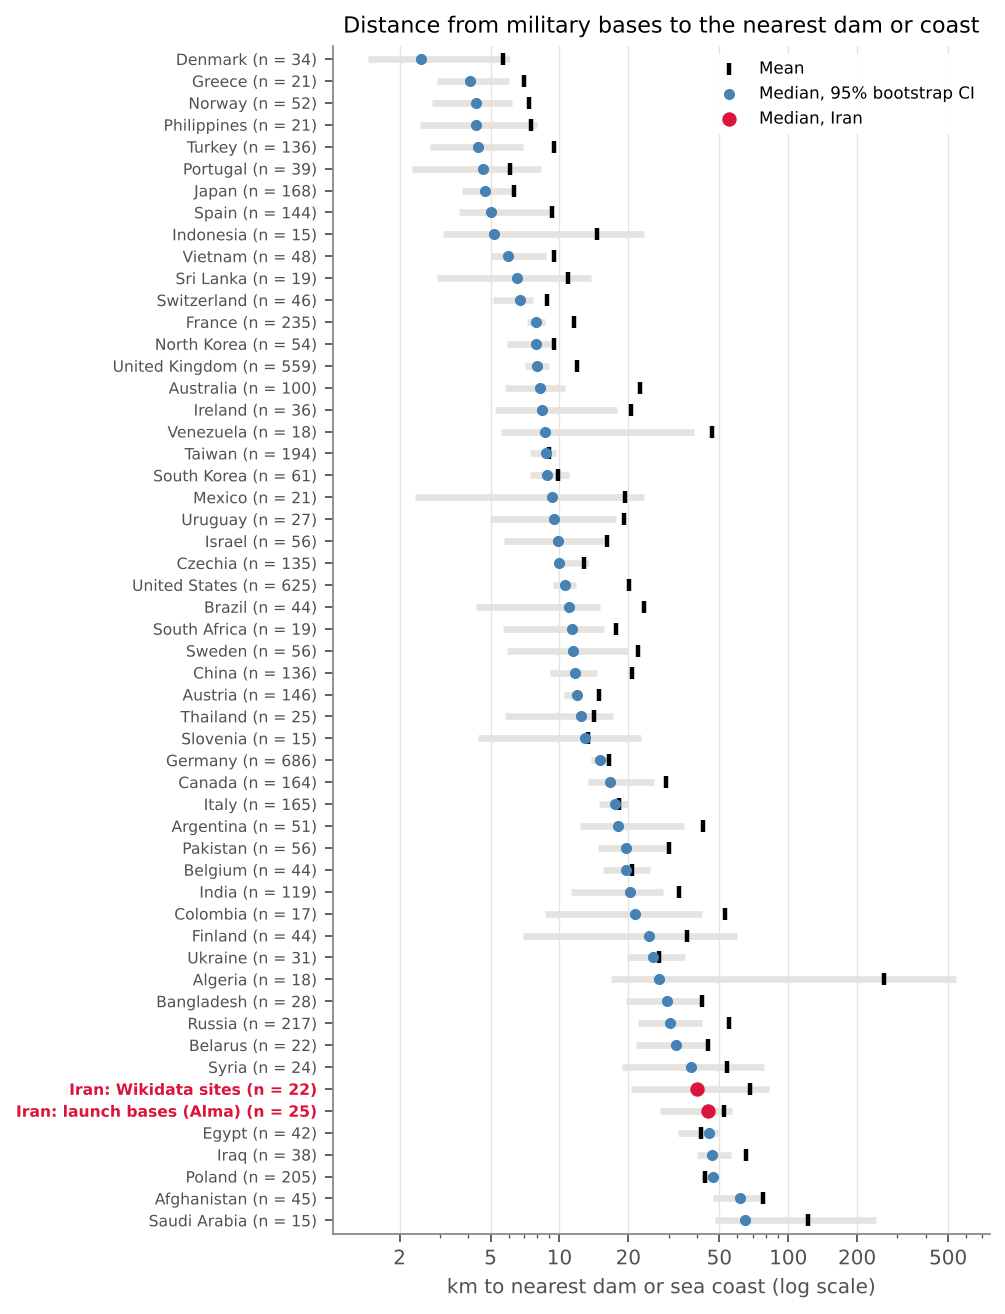 Distance from military bases to the nearest dam or coast
Mean
Median, 95% bootstrap CI
Median, Iran
Denmark (n = 34)
Greece (n = 21)
Norway (n = 52)
Philippines (n = 21)
Turkey (n = 136)
Portugal (n = 39)
Japan (n = 168)
Spain (n = 144)
Indonesia (n = 15)
Vietnam (n = 48)
Sri Lanka (n = 19)
Switzerland (n = 46)
France (n = 235)
North Korea (n = 54)
United Kingdom (n = 559)
Australia (n = 100)
Ireland (n = 36)
Venezuela (n = 18)
Taiwan (n = 194)
South Korea (n = 61)
Mexico (n = 21)
Uruguay (n = 27)
Israel (n = 56)
Czechia (n = 135)
United States (n = 625)
Brazil (n = 44)
South Africa (n = 19)
Sweden (n = 56)
China (n = 136)
Austria (n = 146)
Thailand (n = 25)
Slovenia (n = 15)
Germany (n = 686)
Canada (n = 164)
Italy (n = 165)
Argentina (n = 51)
Pakistan (n = 56)
Belgium (n = 44)
India (n = 119)
Colombia (n = 17)
Finland (n = 44)
Ukraine (n = 31)
Algeria (n = 18)
Bangladesh (n = 28)
Russia (n = 217)
Belarus (n = 22)
Syria (n = 24)
Iran: Wikidata sites (n = 22)
Iran: launch bases (Alma) (n = 25)
Egypt (n = 42)
Iraq (n = 38)
Poland (n = 205)
Afghanistan (n = 45)
Saudi Arabia (n = 15)
2 5 10 20 50 100 200 500
km to nearest dam or sea coast (log scale)